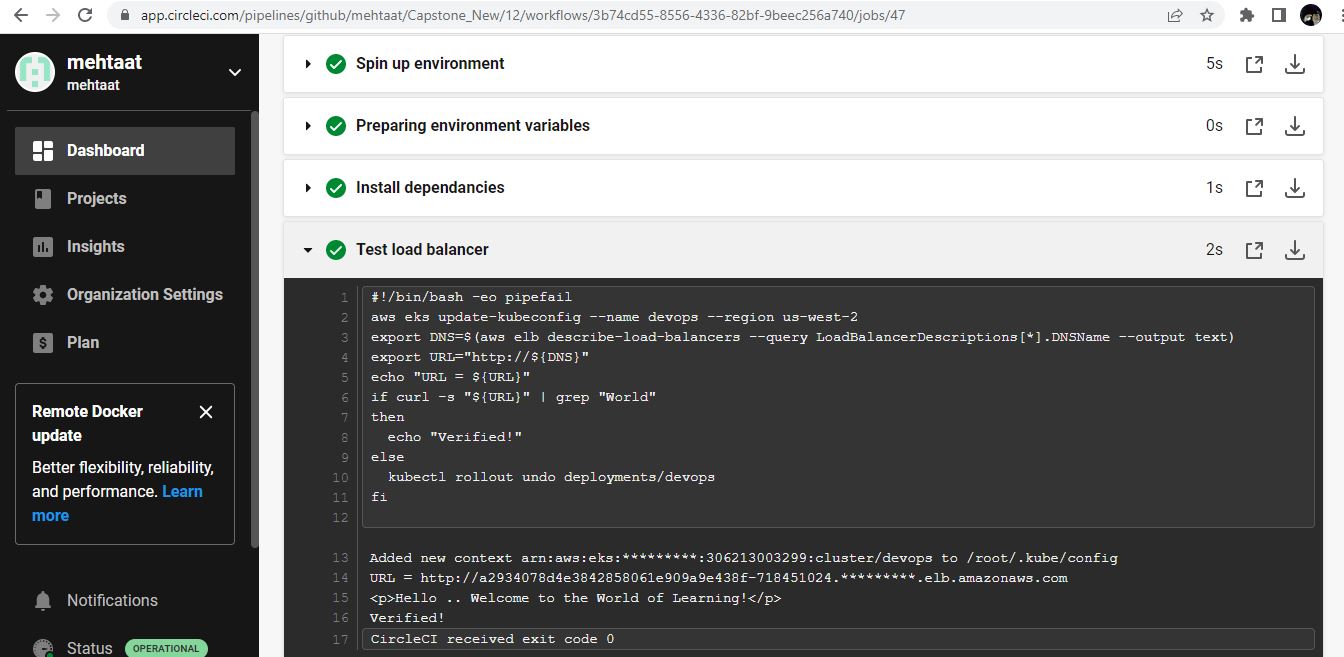 app.circleci.com/pipelines/github/mehtaat/Capstone_New/12/workflows/3b74cd55-8556-4336-82bf-9beec256a740/jobs/47
mehtaat
mehtaat
Dashboard
Projects
Insights
Organization Settings
Plan
Remote Docker
update
Better flexibility, reliability,
and performance. Learn
more
Notifications
Status OPERATIONAL
Spin up environment 5s
Preparing environment variables 0s
Install dependancies 1s
Test load balancer 2s
1 #!/bin/bash -eo pipefail
2 aws eks update-kubeconfig --name devops --region us-west-2
3 export DNS=$(aws elb describe-load-balancers --query LoadBalancerDescriptions[*].DNSName --output text)
4 export URL="http://${DNS}"
5 echo "URL = ${URL}"
6 if curl -s "${URL}" | grep "World"
7 then
8 echo "Verified!"
9 else
10 kubectl rollout undo deployments/devops
11 fi
12
13 Added new context arn:aws:eks:*********:306213003299:cluster/devops to /root/.kube/config
14 URL = http://a2934078d4e3842858061e909a9e438f-718451024.*********.elb.amazonaws.com
15 <p>Hello .. Welcome to the World of Learning!</p>
16 Verified!
17 CircleCI received exit code 0